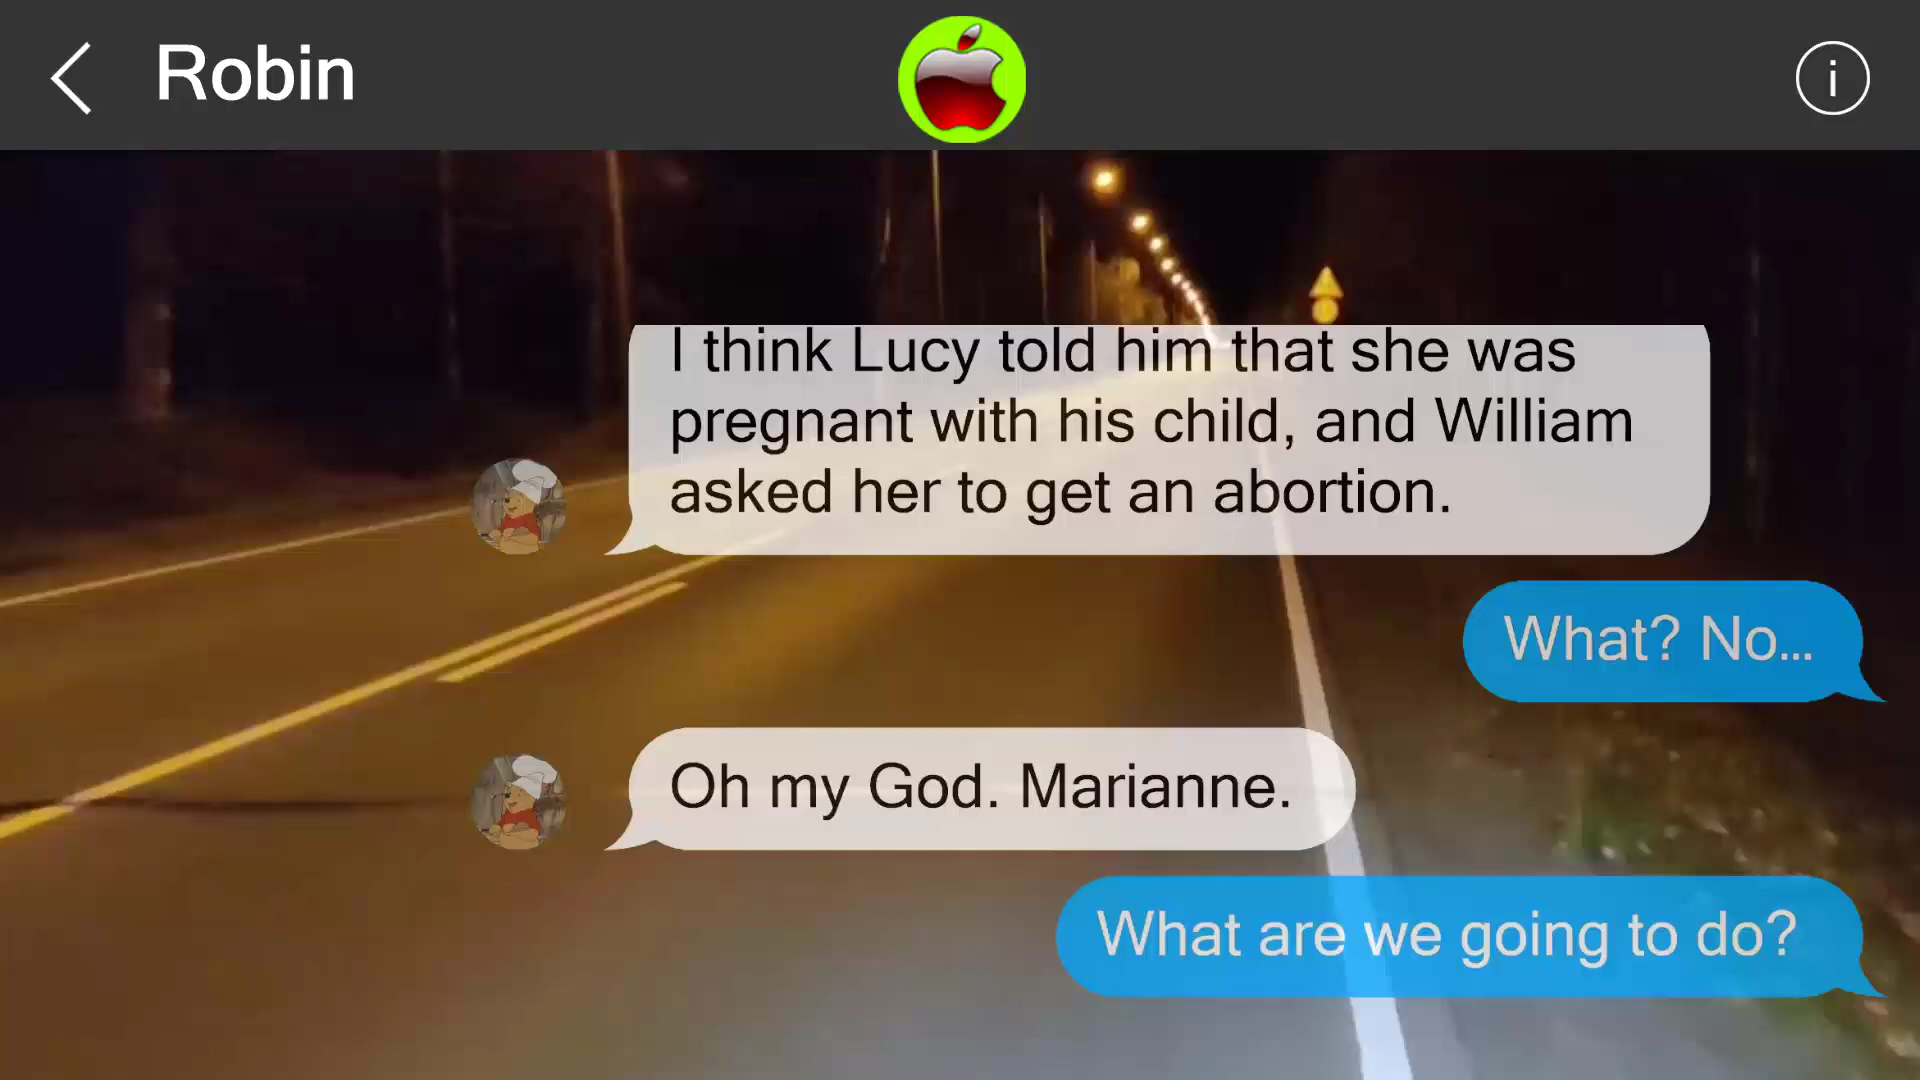 Robin
i
I think Lucy told him that she was
pregnant with his child, and William
asked her to get an abortion.
What? No...
Oh my God. Marianne.
What are we going to do?